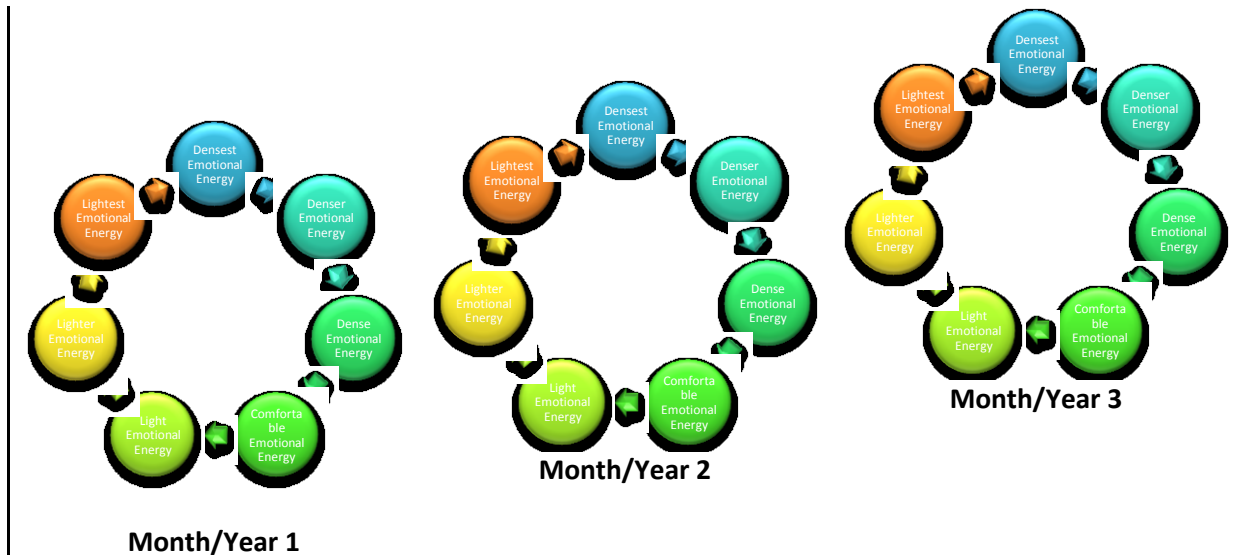 Densest
Emotional
Energy
Denser
Emotional
Energy
Dense
Emotional
Energy
Comforta
ble
Emotional
Energy
Light
Emotional
Energy
Lighter
Emotional
Energy
Lightest
Emotional
Energy
Month/Year 1
Densest
Emotional
Energy
Denser
Emotional
Energy
Dense
Emotional
Energy
Comforta
ble
Emotional
Energy
Light
Emotional
Energy
Lighter
Emotional
Energy
Lightest
Emotional
Energy
Month/Year 2
Densest
Emotional
Energy
Denser
Emotional
Energy
Dense
Emotional
Energy
Comforta
ble
Emotional
Energy
Light
Emotional
Energy
Lighter
Emotional
Energy
Lightest
Emotional
Energy
Month/Year 3